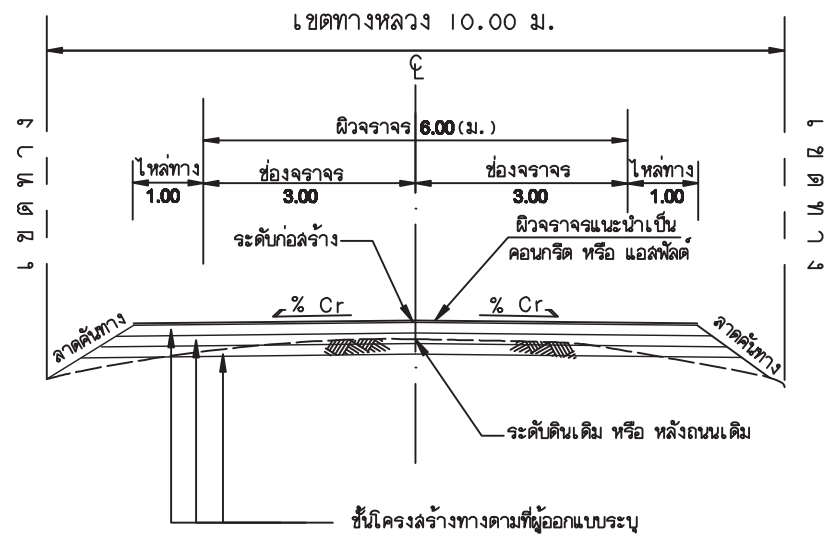 เขตทางหลวง 10.00 ม.
℄
ผิวจราจร 6.00 (ม.)
ไหล่ทาง
1.00
ช่องจราจร
3.00
ช่องจราจร
3.00
ไหล่ทาง
1.00
เขตทาง
เขตทาง
ระดับก่อสร้าง
ผิวจราจรแนะนำเป็น
คอนกรีต หรือ แอสฟัลต์
% Cr
% Cr
ลาดคันทาง
ลาดคันทาง
ระดับดินเดิม หรือ หลังถนนเดิม
ชั้นโครงสร้างทางตามที่ผู้ออกแบบระบุ